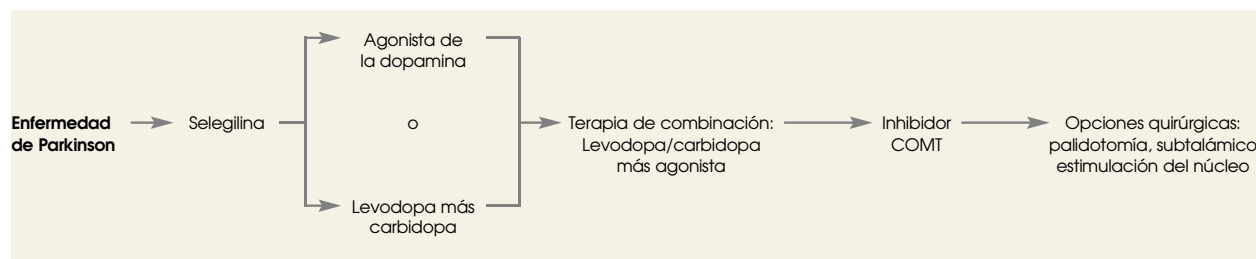 Enfermedad
de Parkinson
Selegilina
Agonista de
la dopamina
o
Levodopa más
carbidopa
Terapia de combinación:
Levodopa/carbidopa
más agonista
Inhibidor
COMT
Opciones quirúrgicas:
palidotomía, subtalámico
estimulación del núcleo